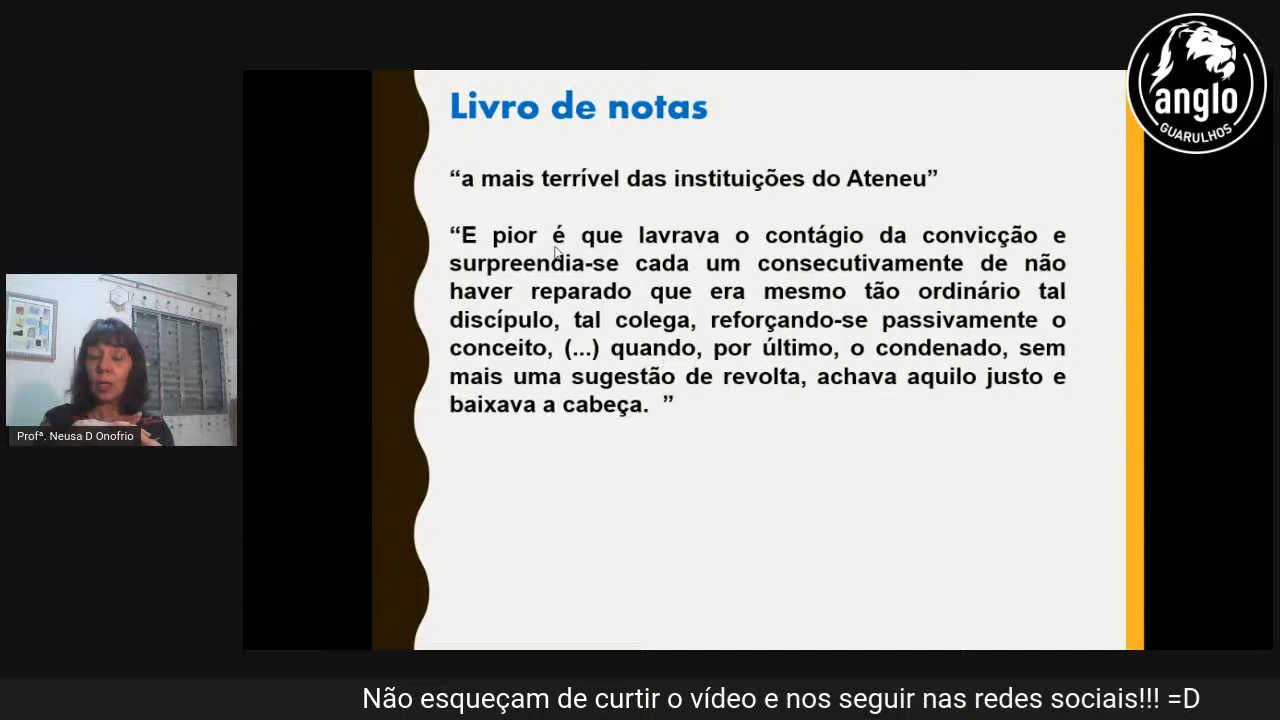 anglo
GUARULHOS
Livro de notas
“a mais terrível das instituições do Ateneu”
“E pior é que lavrava o contágio da convicção e
surpreendia-se cada um consecutivamente de não
haver reparado que era mesmo tão ordinário tal
discípulo, tal colega, reforçando-se passivamente o
conceito, (...) quando, por último, o condenado, sem
mais uma sugestão de revolta, achava aquilo justo e
baixava a cabeça. ”
Profª. Neusa D Onofrio
Não esqueçam de curtir o vídeo e nos seguir nas redes sociais!!! =D